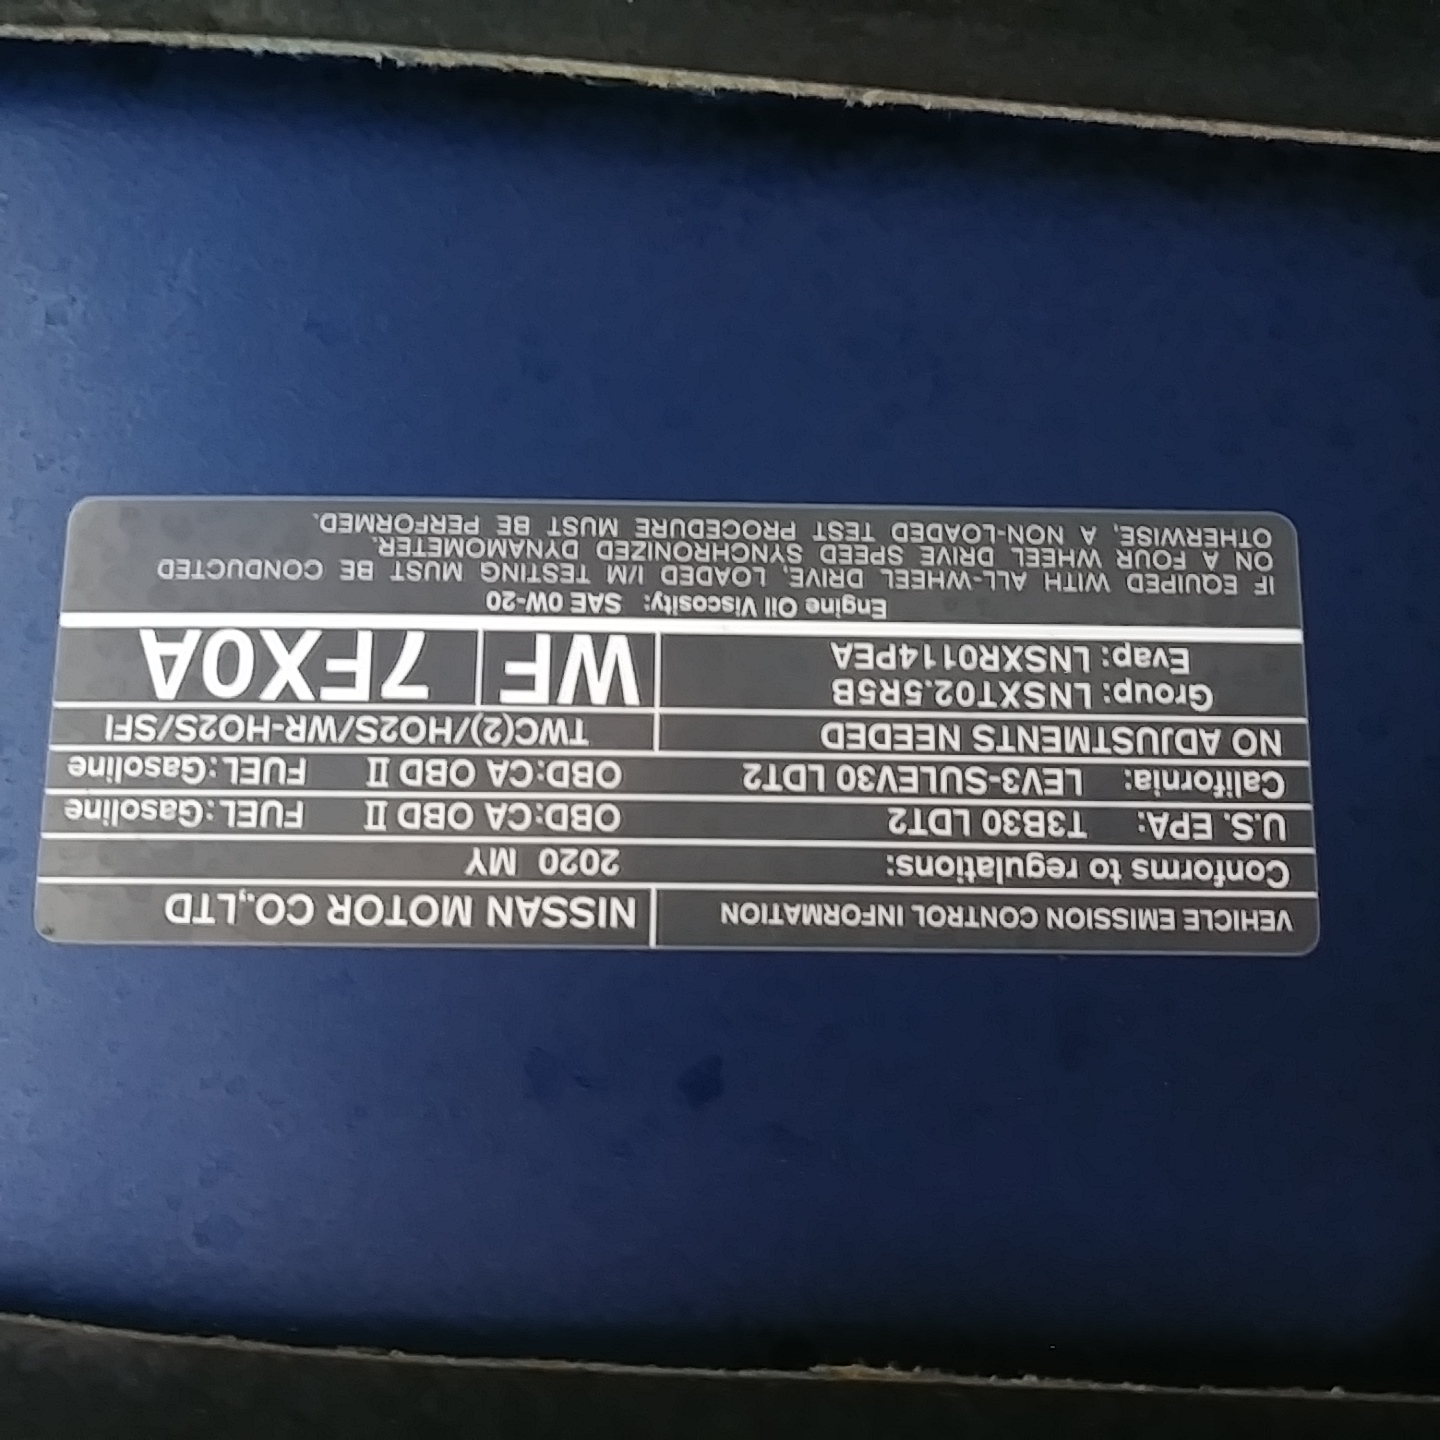 VEHICLE EMISSION CONTROL INFORMATION NISSAN MOTOR CO.,LTD
Conforms to regulations: 2020 MY
U.S. EPA: T3B30 LDT2 OBD:CA OBD II FUEL:Gasoline
California: LEV3-SULEV30 LDT2 OBD:CA OBD II FUEL:Gasoline
NO ADJUSTMENTS NEEDED TWC(2)/HO2S/WR-HO2S/SFI
Group: LNSXT02.5R5B
Evap: LNSXR0114PEA
WF 7FX0A
Engine Oil Viscosity: SAE 0W-20
IF EQUIPED WITH ALL-WHEEL DRIVE, LOADED I/M TESTING MUST BE CONDUCTED
ON A FOUR WHEEL DRIVE SPEED SYNCHRONIZED DYNAMOMETER.
OTHERWISE, A NON-LOADED TEST PROCEDURE MUST BE PERFORMED.